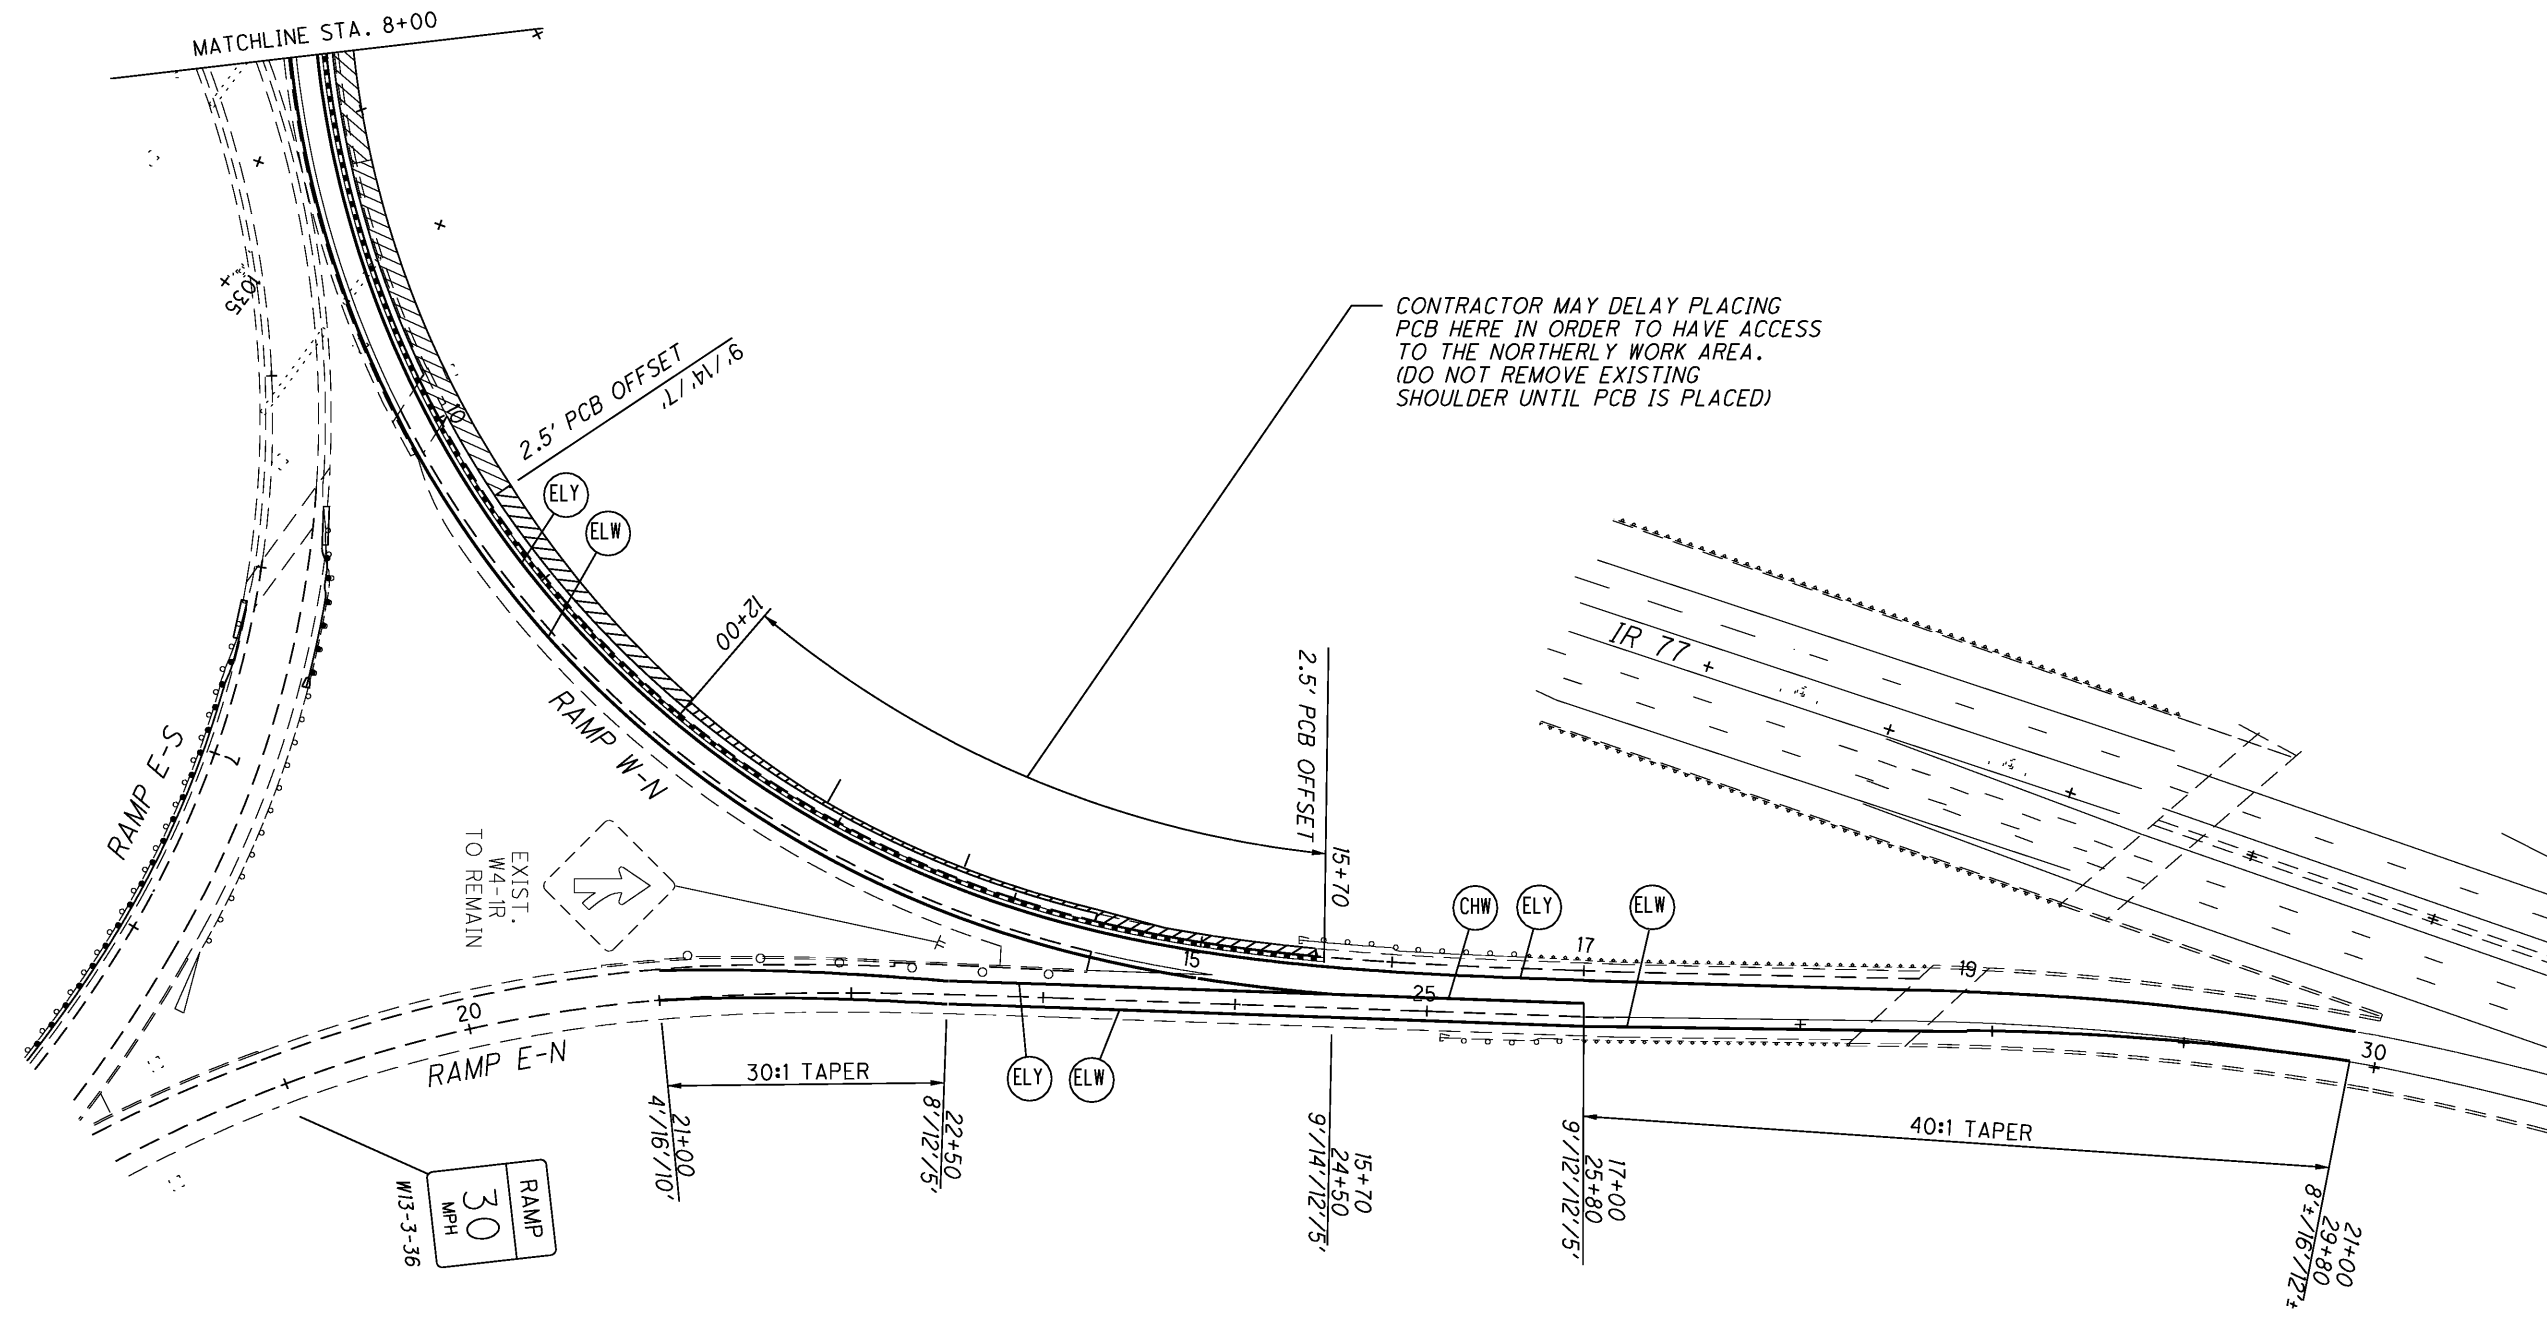 MATCHLINE STA. 8+00
1035
2.5' PCB OFFSET
9'/14'/7'
CONTRACTOR MAY DELAY PLACING
PCB HERE IN ORDER TO HAVE ACCESS
TO THE NORTHERLY WORK AREA.
(DO NOT REMOVE EXISTING
SHOULDER UNTIL PCB IS PLACED)
10
ELY
ELW
12+00
IR 77
2.5' PCB OFFSET
15+70
RAMP W-N
RAMP E-S
7
EXIST.
W4-1R
TO REMAIN
CHW
ELY
ELW
15
17
19
20
25
30
RAMP E-N
30:1 TAPER
ELY
ELW
40:1 TAPER
21+00
4'/16'/10'
22+50
8'/12'/5'
15+70
24+50
9'/14'/12'/5'
17+00
25+80
9'/12'/12'/5'
21+00
29+80
8'±/16'/12'±
RAMP
30
MPH
W13-3-36